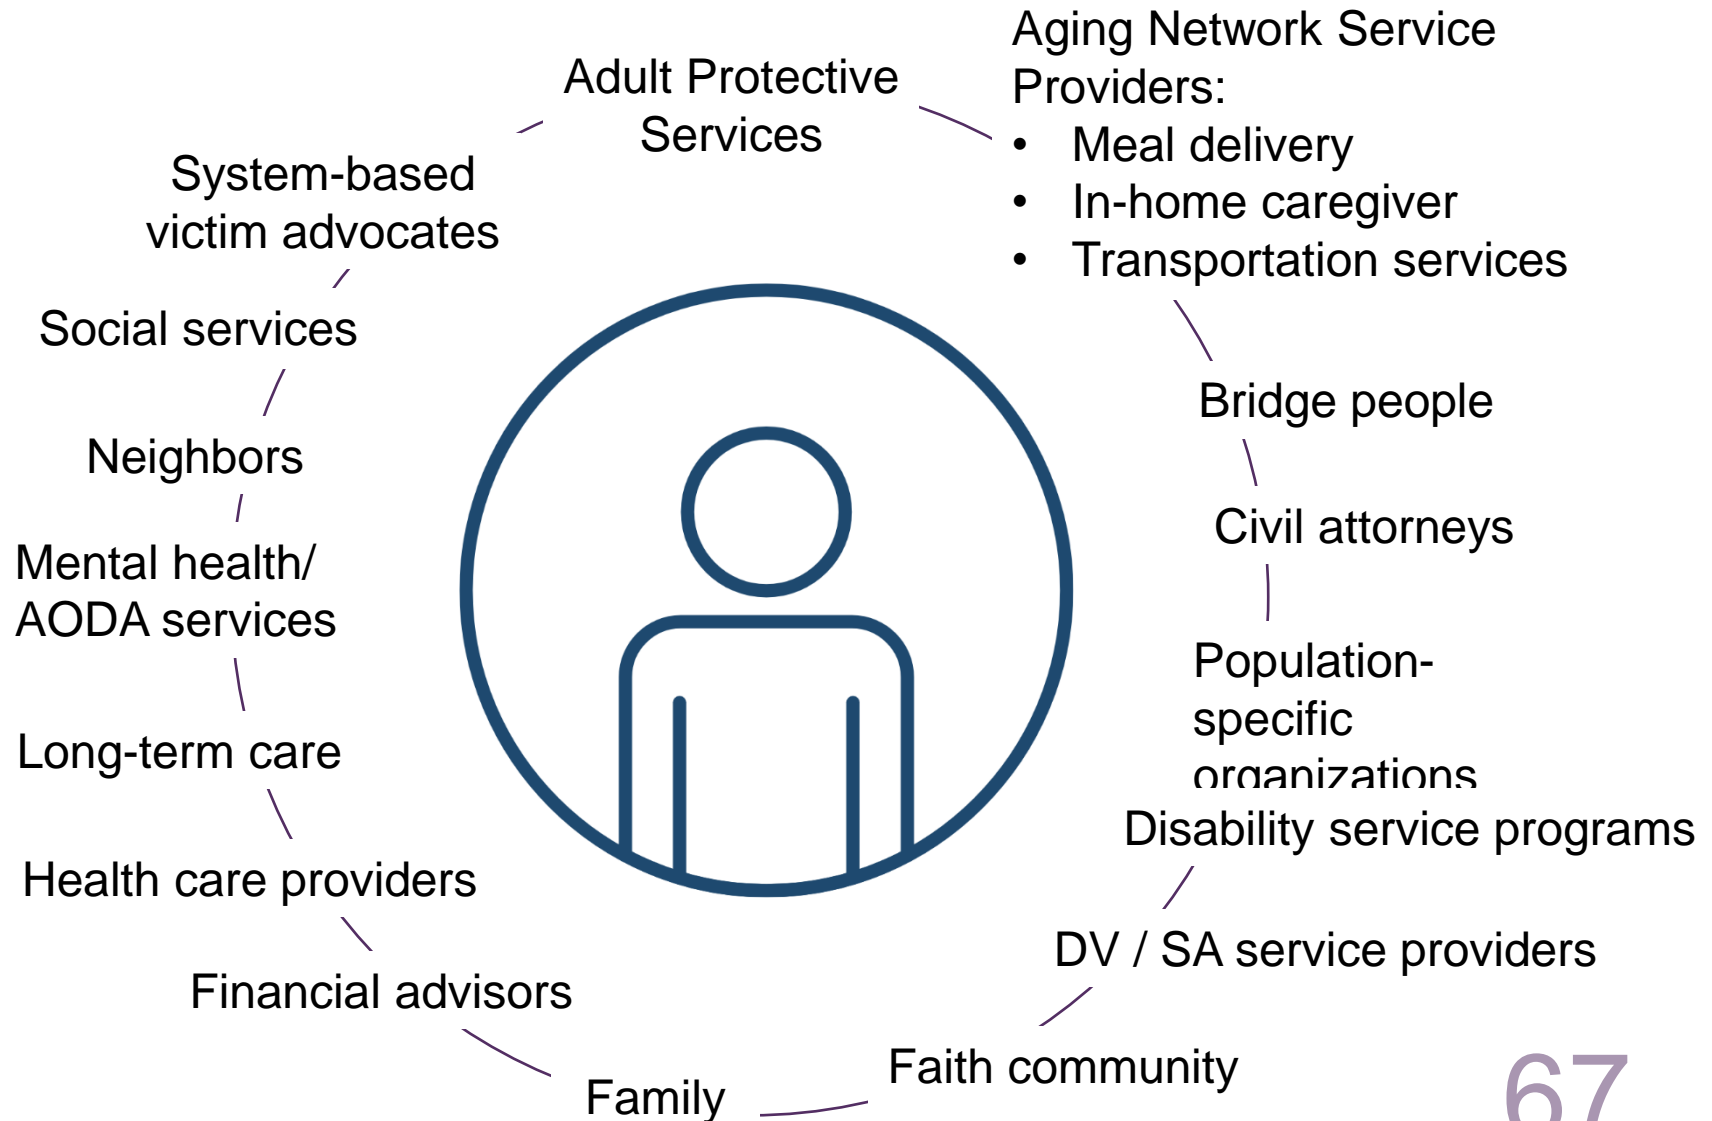 Adult Protective
Services
Aging Network Service
Providers:
• Meal delivery
• In-home caregiver
• Transportation services
Bridge people
Civil attorneys
Population-
specific
organizations
Disability service programs
DV / SA service providers
Faith community
Family
Financial advisors
Health care providers
Long-term care
Mental health/
AODA services
Neighbors
Social services
System-based
victim advocates
67